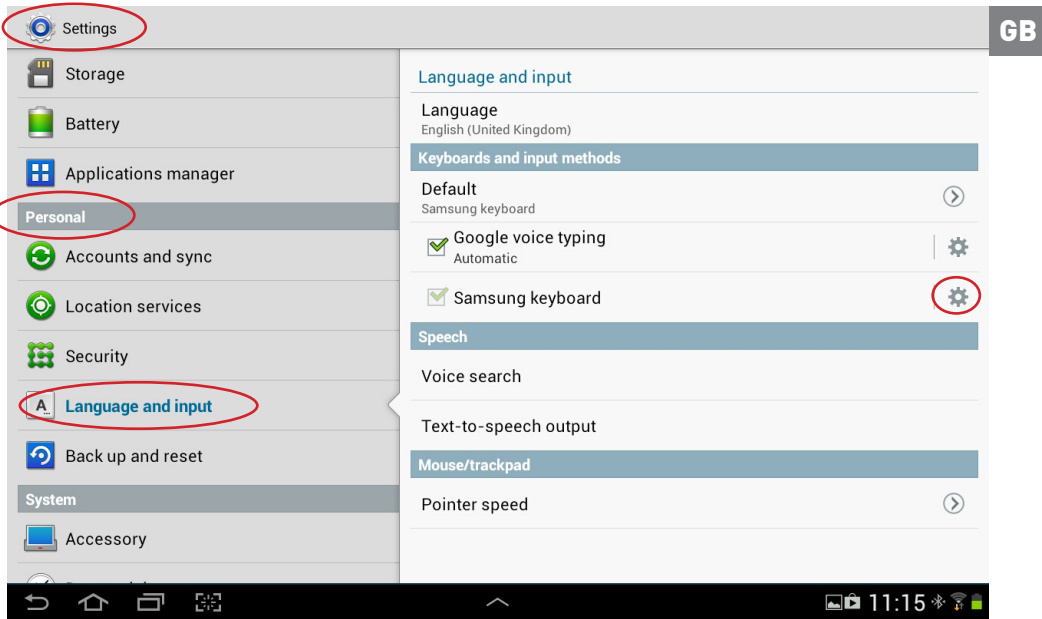 Settings
GB
Storage
Battery
Applications manager
Personal
Accounts and sync
Location services
Security
A
Language and input
Back up and reset
System
Accessory
Language and input
Language
English (United Kingdom)
Keyboards and input methods
Default
Samsung keyboard
Google voice typing
Automatic
Samsung keyboard
Speech
Voice search
Text-to-speech output
Mouse/trackpad
Pointer speed
11:15